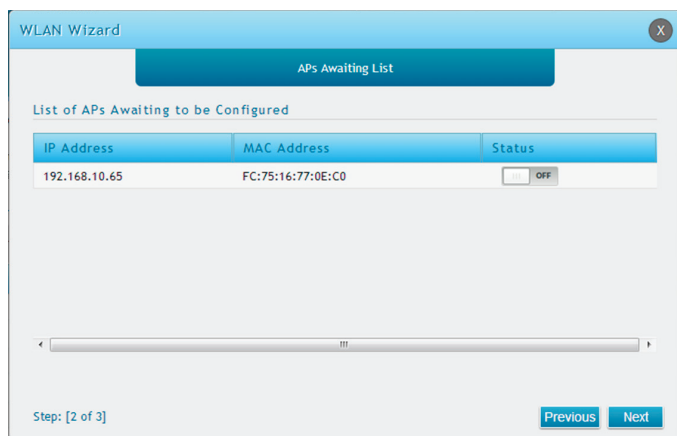 WLAN Wizard X
APs Awaiting List
List of APs Awaiting to be Configured
IP Address MAC Address Status
192.168.10.65 FC:75:16:77:0E:C0 OFF
Step: [2 of 3] Previous Next